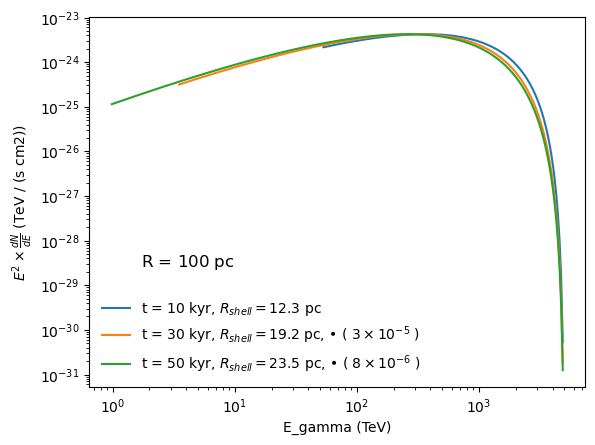 10⁻²³
10⁻²⁴
10⁻²⁵
10⁻²⁶
10⁻²⁷
10⁻²⁸
10⁻²⁹
10⁻³⁰
10⁻³¹
E² × dN/dE (TeV / (s cm2))
R = 100 pc
t = 10 kyr, R_shell = 12.3 pc
t = 30 kyr, R_shell = 19.2 pc, • ( 3 × 10⁻⁵ )
t = 50 kyr, R_shell = 23.5 pc, • ( 8 × 10⁻⁶ )
10⁰ 10¹ 10² 10³
E_gamma (TeV)